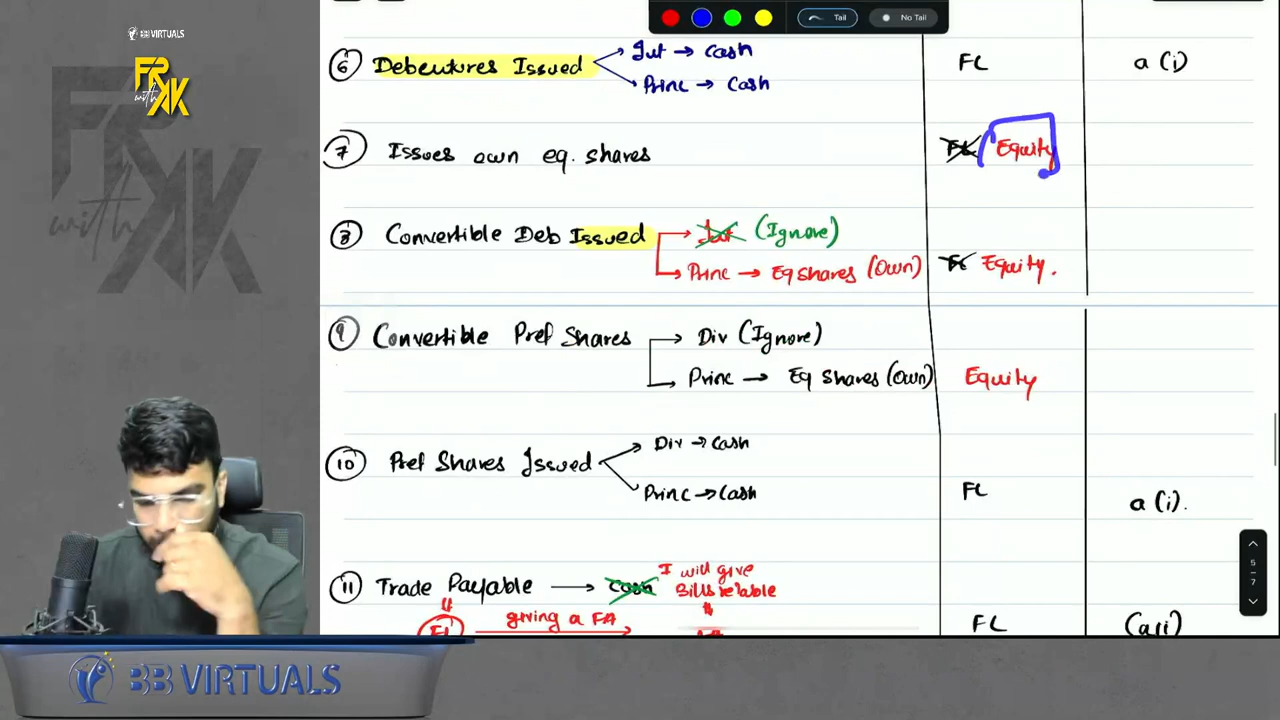 BB VIRTUALS
FR
with AK
Tail
No Tail
6 Debentures Issued → Int → Cash FL a (i)
→ Princ → Cash
7 Issues own eq. shares FL Equity
8 Convertible Deb Issued → Int (Ignore)
→ Princ → Eq Shares (Own) FL Equity.
9 Convertible Pref Shares → Div (Ignore)
→ Princ → Eq Shares (Own) Equity
10 Pref Shares Issued → Div → Cash
→ Princ → Cash FL a (i).
11 Trade Payable → Cash I will give
Bills
giving a FA FL (a(i)
5
7
BB VIRTUALS